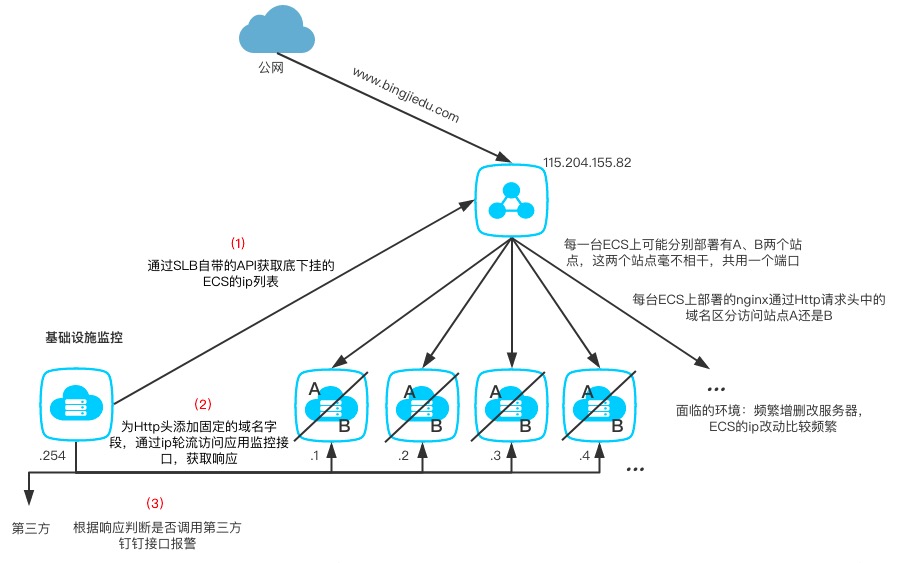 公网
www.bingjiedu.com
115.204.155.82
(1)
通过SLB自带的API获取底下挂的
ECS的ip列表
每一台ECS上可能分别部署有A、B两个站
点，这两个站点毫不相干，共用一个端口
每台ECS上部署的nginx通过Http请求头中的
域名区分访问站点A还是B
基础设施监控
(2)
为Http头添加固定的域名字
段，通过ip轮流访问应用监控接
口，获取响应
A
B
A
B
A
B
A
B
...
面临的环境：频繁增删改服务器，
ECS的ip改动比较频繁
.254
.1
.2
.3
.4
...
(3)
第三方
根据响应判断是否调用第三方
钉钉接口报警